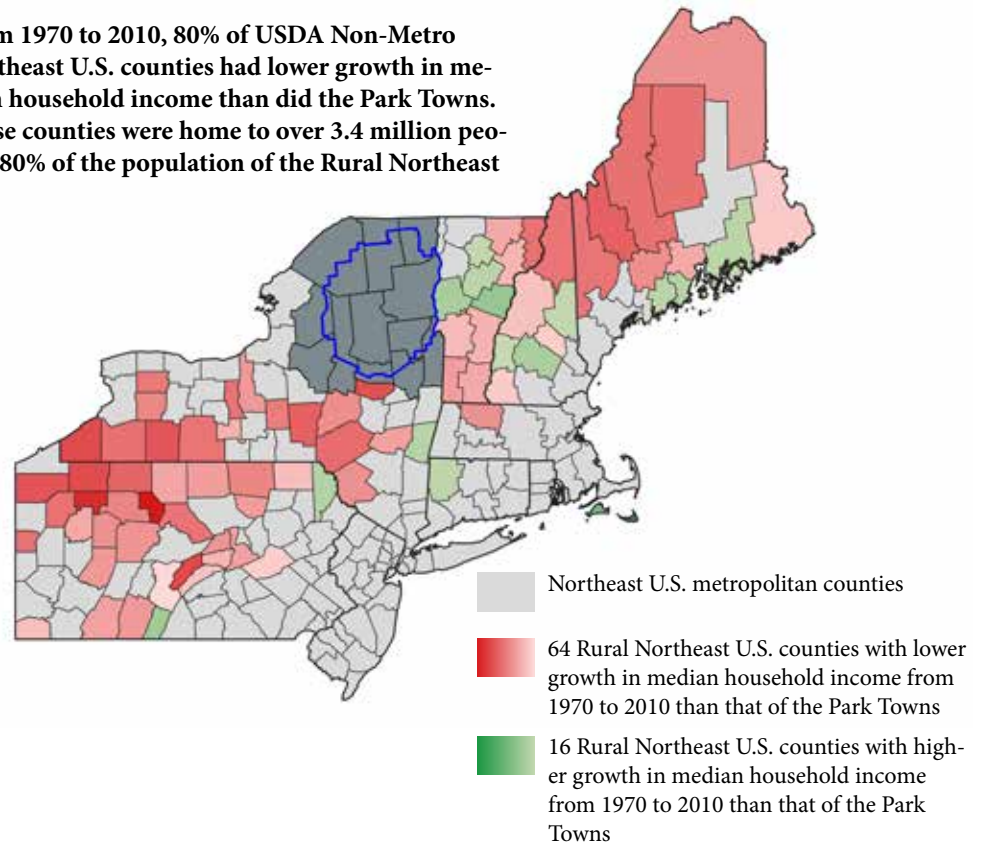 m 1970 to 2010, 80% of USDA Non-Metro
theast U.S. counties had lower growth in me-
n household income than did the Park Towns.
se counties were home to over 3.4 million peo-
80% of the population of the Rural Northeast
Northeast U.S. metropolitan counties
64 Rural Northeast U.S. counties with lower
growth in median household income from
1970 to 2010 than that of the Park Towns
16 Rural Northeast U.S. counties with high-
er growth in median household income
from 1970 to 2010 than that of the Park
Towns